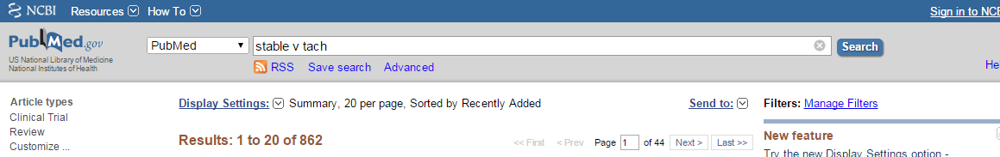 NCBI Resources How To Sign in to NCB
PubMed.gov
US National Library of Medicine
National Institutes of Health
PubMed stable v tach Search
RSS Save search Advanced He
Article types
Clinical Trial
Review
Customize ...
Display Settings: Summary, 20 per page, Sorted by Recently Added Send to:
Results: 1 to 20 of 862 << First < Prev Page 1 of 44 Next > Last >>
Filters: Manage Filters
New feature
Try the new Display Settings option -